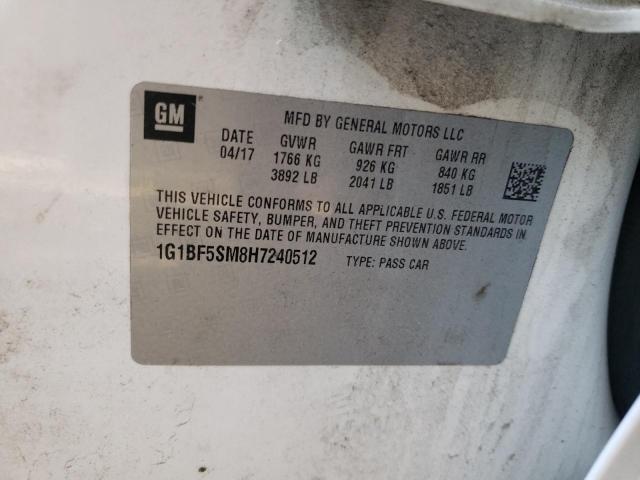 GM
MFD BY GENERAL MOTORS LLC
DATE GVWR GAWR FRT GAWR RR
04/17 1766 KG 926 KG 840 KG
3892 LB 2041 LB 1851 LB
THIS VEHICLE CONFORMS TO ALL APPLICABLE U.S. FEDERAL MOTOR
VEHICLE SAFETY, BUMPER, AND THEFT PREVENTION STANDARDS IN
EFFECT ON THE DATE OF MANUFACTURE SHOWN ABOVE.
1G1BF5SM8H7240512 TYPE: PASS CAR